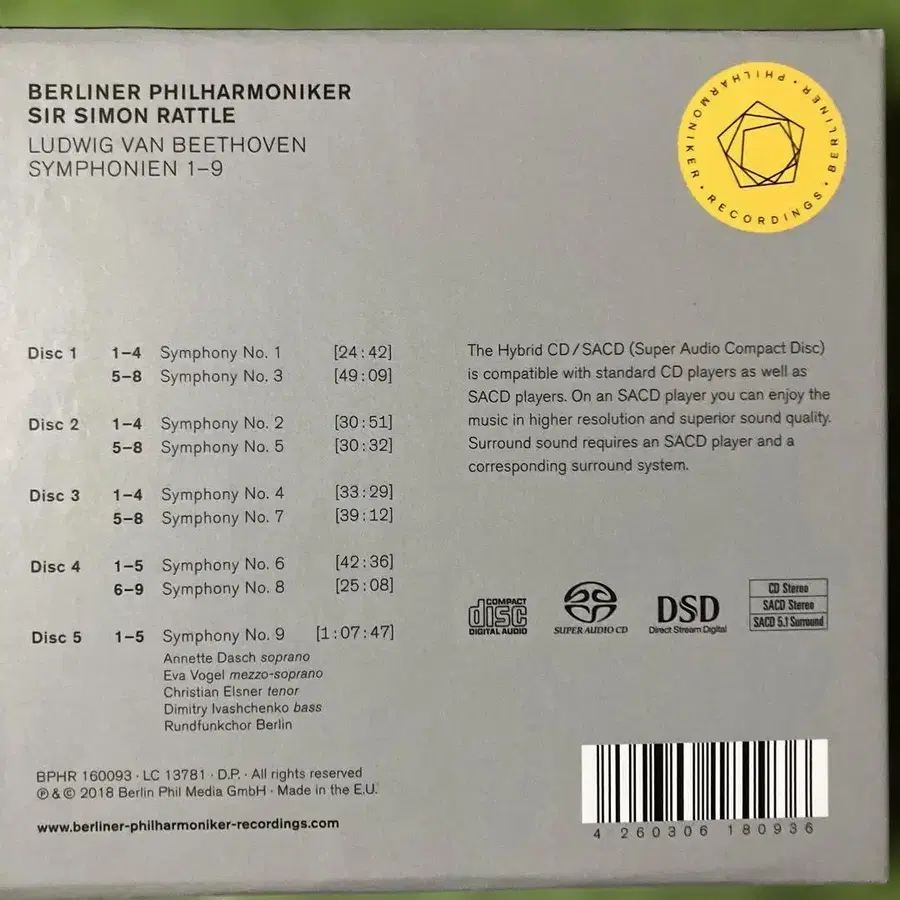 BERLINER PHILHARMONIKER
SIR SIMON RATTLE
LUDWIG VAN BEETHOVEN
SYMPHONIEN 1–9
BERLINER · PHILHARMONIKER · RECORDINGS ·
Disc 1 1–4 Symphony No. 1 [24:42]
5–8 Symphony No. 3 [49:09]
Disc 2 1–4 Symphony No. 2 [30:51]
5–8 Symphony No. 5 [30:32]
Disc 3 1–4 Symphony No. 4 [33:29]
5–8 Symphony No. 7 [39:12]
Disc 4 1–5 Symphony No. 6 [42:36]
6–9 Symphony No. 8 [25:08]
Disc 5 1–5 Symphony No. 9 [1:07:47]
Annette Dasch soprano
Eva Vogel mezzo-soprano
Christian Elsner tenor
Dimitry Ivashchenko bass
Rundfunkchor Berlin
The Hybrid CD/SACD (Super Audio Compact Disc)
is compatible with standard CD players as well as
SACD players. On an SACD player you can enjoy the
music in higher resolution and superior sound quality.
Surround sound requires an SACD player and a
corresponding surround system.
COMPACT
disc
DIGITAL AUDIO
SUPER AUDIO CD
DSD
Direct Stream Digital
CD Stereo
SACD Stereo
SACD 5.1 Surround
BPHR 160093 · LC 13781 · D.P. · All rights reserved
℗ & © 2018 Berlin Phil Media GmbH · Made in the E.U.
www.berliner-philharmoniker-recordings.com
4 260306 180936